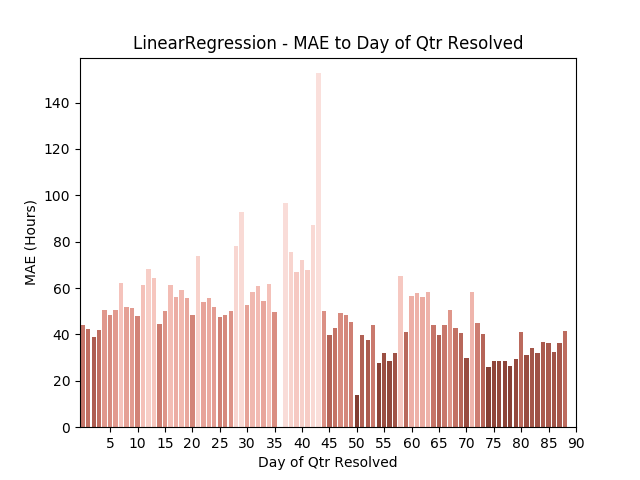 LinearRegression - MAE to Day of Qtr Resolved
MAE (Hours)
140
120
100
80
60
40
20
0
5 10 15 20 25 30 35 40 45 50 55 60 65 70 75 80 85 90
Day of Qtr Resolved